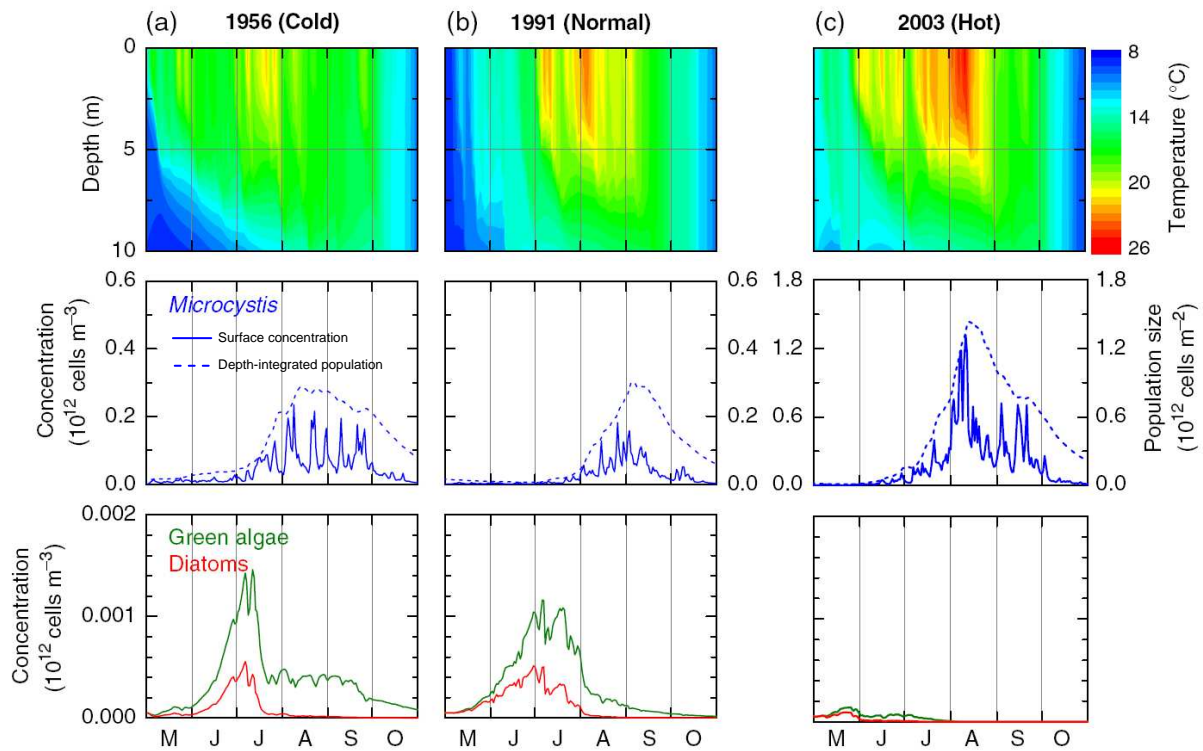 (a) 1956 (Cold)
(b) 1991 (Normal)
(c) 2003 (Hot)
0
5
10
Depth (m)
8
14
20
26
Temperature (°C)
0.6
0.4
0.2
0.0
Concentration
(10¹² cells m⁻³)
Microcystis
Surface concentration
Depth-integrated population
0.6
0.4
0.2
0.0
1.8
1.2
0.6
0.0
1.8
1.2
0.6
0.0
Population size
(10¹² cells m⁻²)
0.002
0.001
0.000
Concentration
(10¹² cells m⁻³)
Green algae
Diatoms
M J J A S O
M J J A S O
M J J A S O